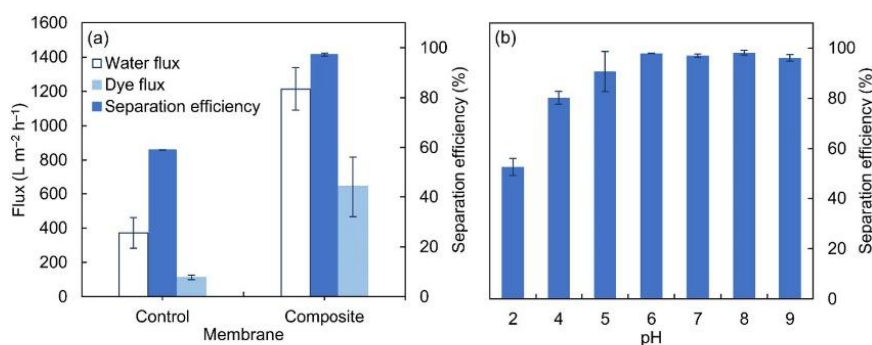 (a)
Water flux
Dye flux
Separation efficiency
1600
1400
1200
1000
800
600
400
200
0
Flux (L m⁻² h⁻¹)
100
80
60
40
20
0
Separation efficiency (%)
Control
Composite
Membrane
(b)
100
80
60
40
20
0
Separation efficiency (%)
2 4 5 6 7 8 9
pH